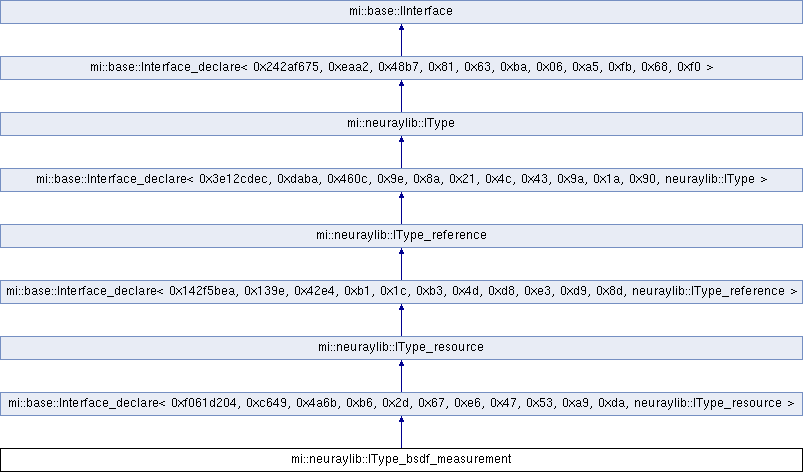 mi::base::IInterface
mi::base::Interface_declare< 0x242af675, 0xeaa2, 0x48b7, 0x81, 0x63, 0xba, 0x06, 0xa5, 0xfb, 0x68, 0xf0 >
mi::neuraylib::IType
mi::base::Interface_declare< 0x3e12cdec, 0xdaba, 0x460c, 0x9e, 0x8a, 0x21, 0x4c, 0x43, 0x9a, 0x1a, 0x90, neuraylib::IType >
mi::neuraylib::IType_reference
mi::base::Interface_declare< 0x142f5bea, 0x139e, 0x42e4, 0xb1, 0x1c, 0xb3, 0x4d, 0xd8, 0xe3, 0xd9, 0x8d, neuraylib::IType_reference >
mi::neuraylib::IType_resource
mi::base::Interface_declare< 0xf061d204, 0xc649, 0x4a6b, 0xb6, 0x2d, 0x67, 0xe6, 0x47, 0x53, 0xa9, 0xda, neuraylib::IType_resource >
mi::neuraylib::IType_bsdf_measurement